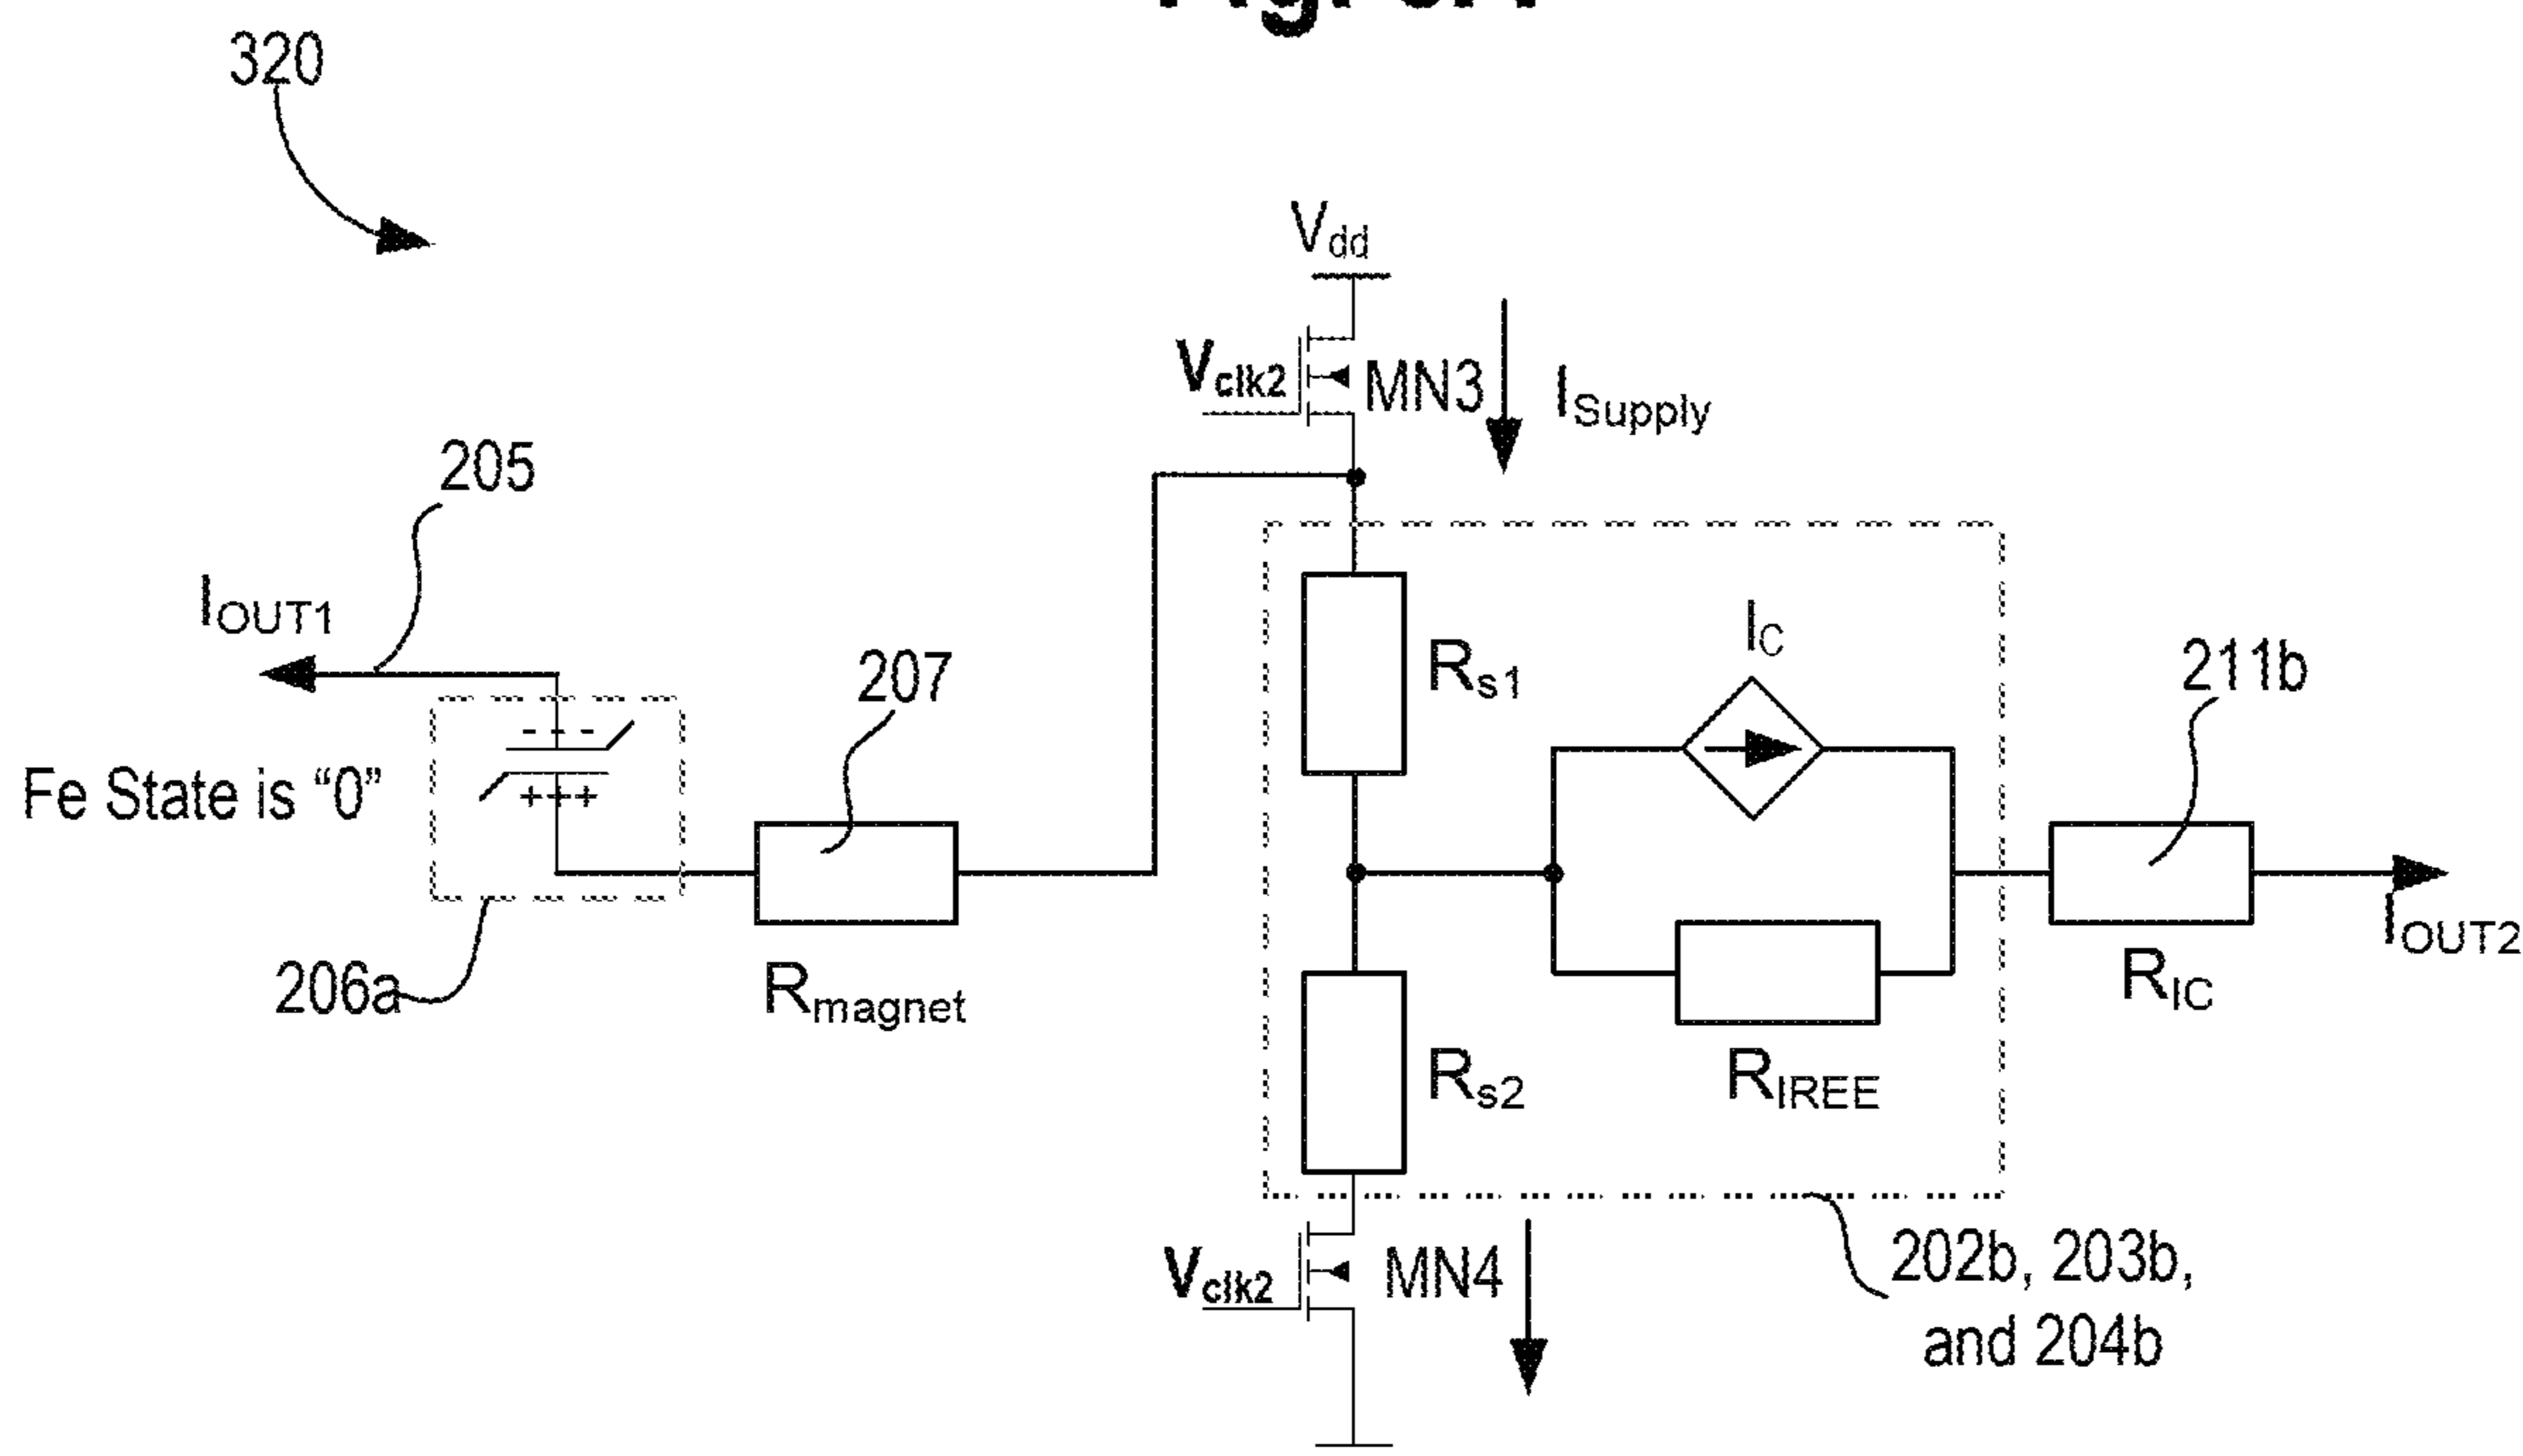 320
Vdd
Vclk2
MN3
ISupply
205
IOUT1
207
Rs1
IC
211b
- - -
Fe State is “0”
+++
206a
Rmagnet
Rs2
RIREE
RIC
IOUT2
Vclk2
MN4
202b, 203b,
and 204b